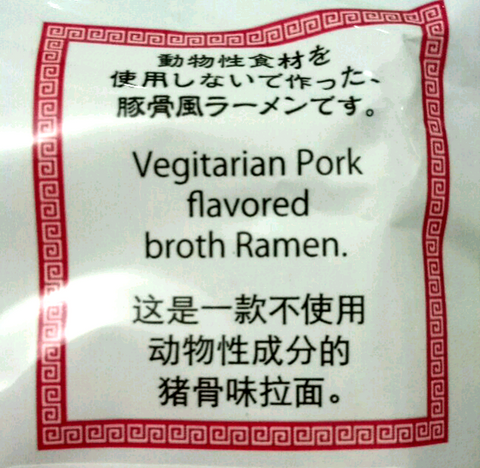 動物性食材を
使用しないで作った、
豚骨風ラーメンです。
Vegitarian Pork
flavored
broth Ramen.
这是一款不使用
动物性成分的
猪骨味拉面。